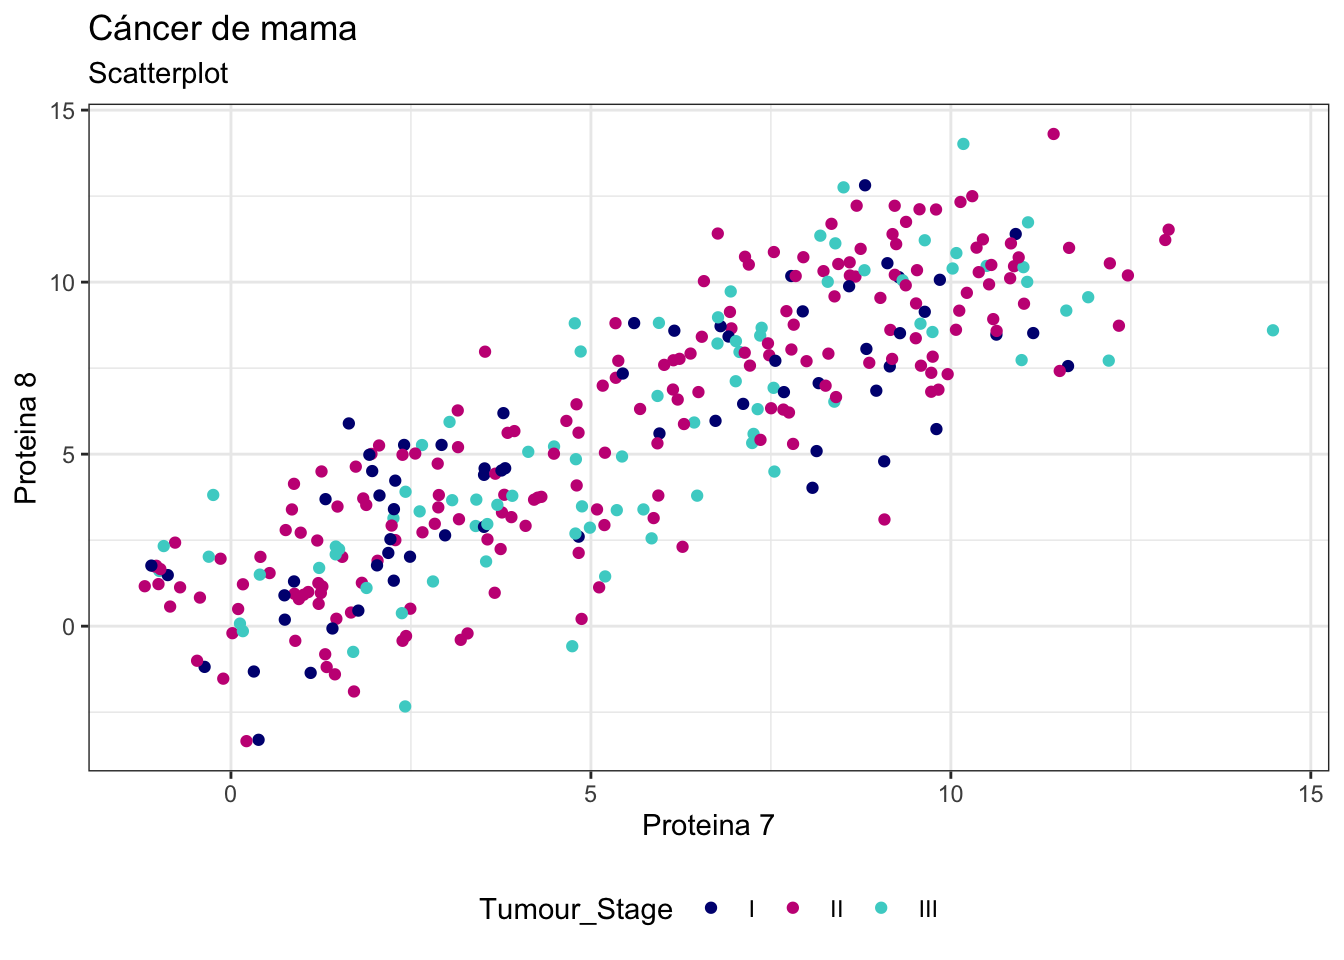 Cáncer de mama
Scatterplot
15
10
5
0
Proteina 8
0 5 10 15
Proteina 7
Tumour_Stage I II III